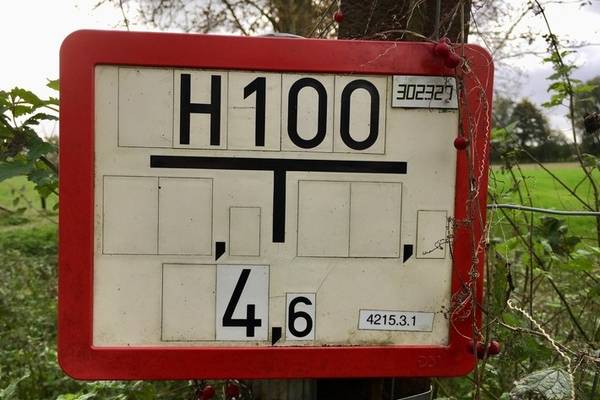 H100 302327
, ,
4,6 4215.3.1